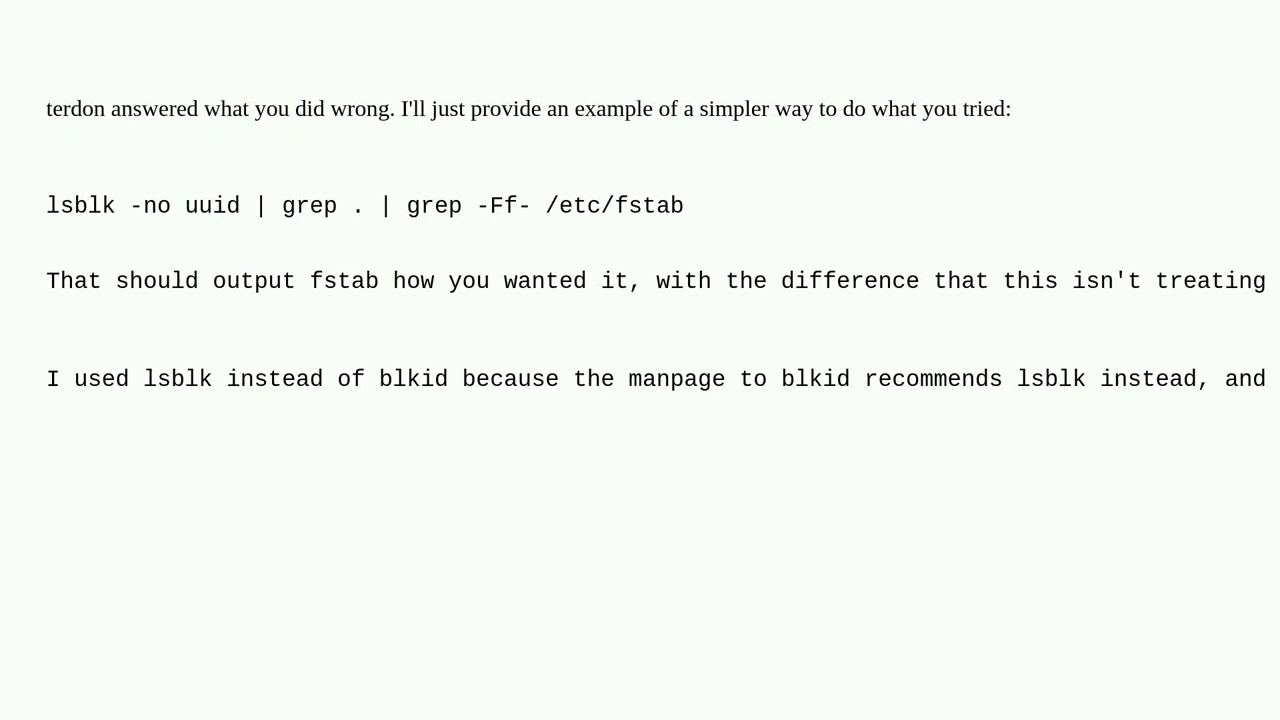 terdon answered what you did wrong. I'll just provide an example of a simpler way to do what you tried:
lsblk -no uuid | grep . | grep -Ff- /etc/fstab
That should output fstab how you wanted it, with the difference that this isn't treating
I used lsblk instead of blkid because the manpage to blkid recommends lsblk instead, and